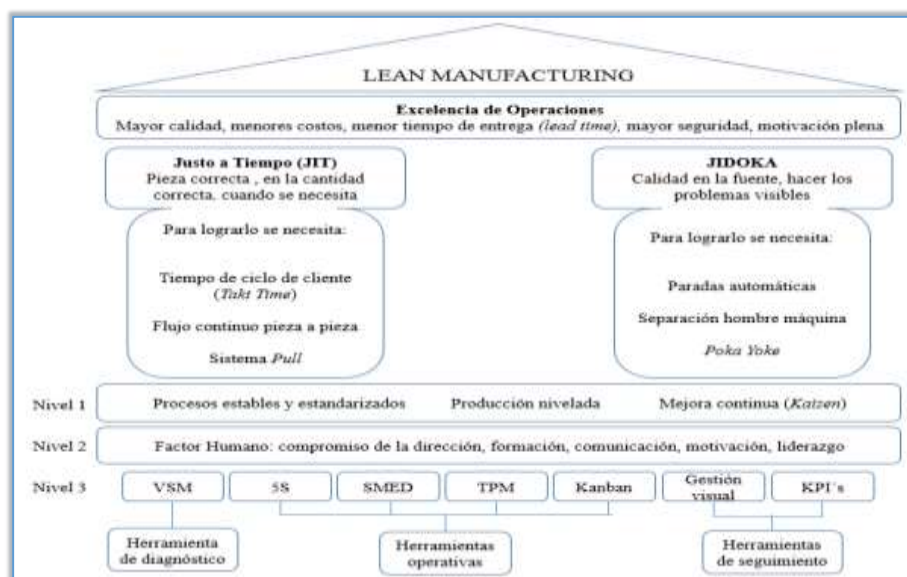 LEAN MANUFACTURING
Excelencia de Operaciones
Mayor calidad, menores costos, menor tiempo de entrega (lead time), mayor seguridad, motivación plena
Justo a Tiempo (JIT)
Pieza correcta , en la cantidad
correcta. cuando se necesita
Para lograrlo se necesita:
Tiempo de ciclo de cliente
(Takt Time)
Flujo continuo pieza a pieza
Sistema Pull
JIDOKA
Calidad en la fuente, hacer los
problemas visibles
Para lograrlo se necesita:
Paradas automáticas
Separación hombre máquina
Poka Yoke
Nivel 1
Procesos estables y estandarizados
Producción nivelada
Mejora continua (Kaizen)
Nivel 2
Factor Humano: compromiso de la dirección, formación, comunicación, motivación, liderazgo
Nivel 3
VSM
5S
SMED
TPM
Kanban
Gestión
visual
KPI´s
Herramienta
de diagnóstico
Herramientas
operativas
Herramientas
de seguimiento